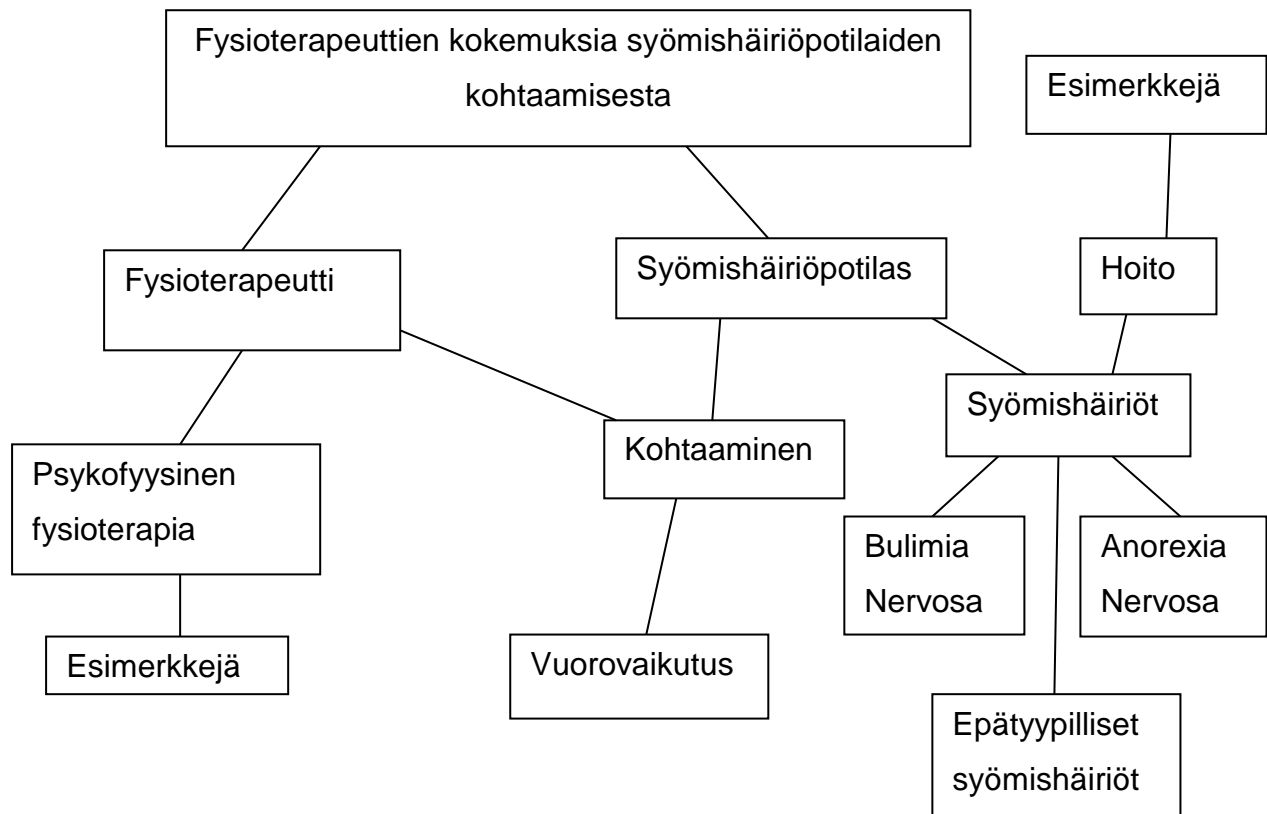 Fysioterapeuttien kokemuksia syömishäiriöpotilaiden
kohtaamisesta
Esimerkkejä
Fysioterapeutti
Syömishäiriöpotilas
Hoito
Syömishäiriöt
Kohtaaminen
Psykofyysinen
fysioterapia
Bulimia
Nervosa
Anorexia
Nervosa
Esimerkkejä
Vuorovaikutus
Epätyypilliset
syömishäiriöt